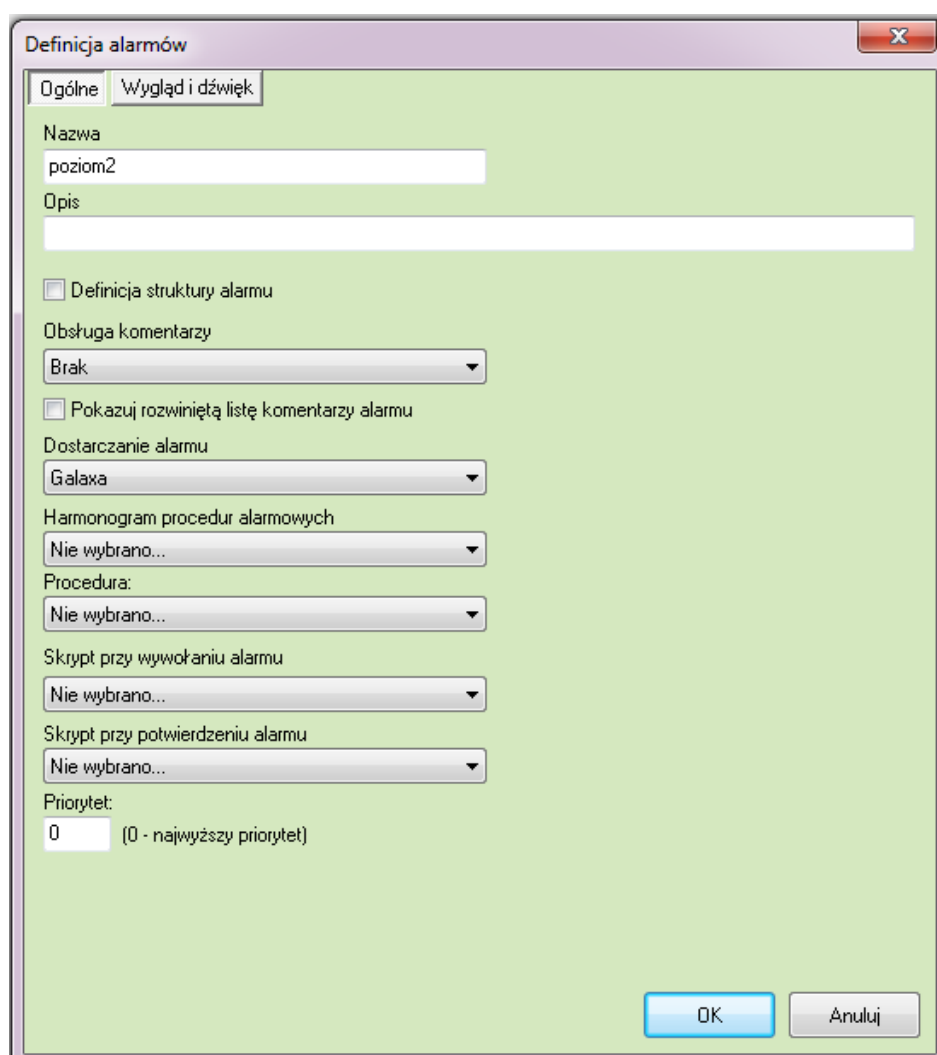 Definicja alarmów
Ogólne Wygląd i dźwięk
Nazwa
poziom2
Opis
Definicja struktury alarmu
Obsługa komentarzy
Brak
Pokazuj rozwiniętą listę komentarzy alarmu
Dostarczanie alarmu
Galaxa
Harmonogram procedur alarmowych
Nie wybrano...
Procedura:
Nie wybrano...
Skrypt przy wywołaniu alarmu
Nie wybrano...
Skrypt przy potwierdzeniu alarmu
Nie wybrano...
Priorytet:
0 (0 - najwyższy priorytet)
OK Anuluj